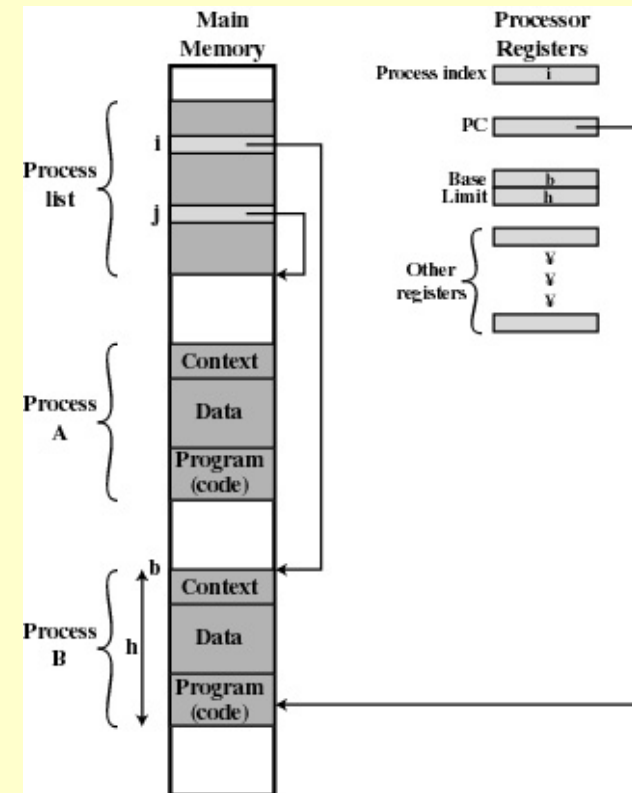 Main
Memory
Processor
Registers
Process index
i
PC
Base
b
Limit
h
Other
registers
¥
¥
¥
Process
list
i
j
Process
A
Context
Data
Program
(code)
Process
B
b
h
Context
Data
Program
(code)